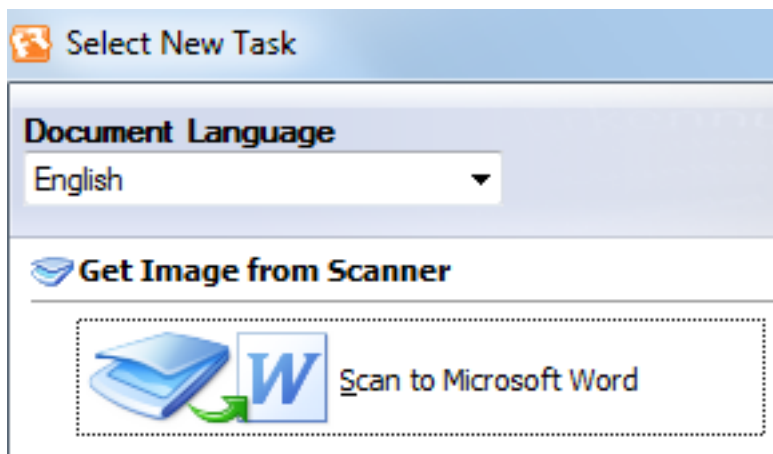 Select New Task
Document Language
English
Get Image from Scanner
W
Scan to Microsoft Word